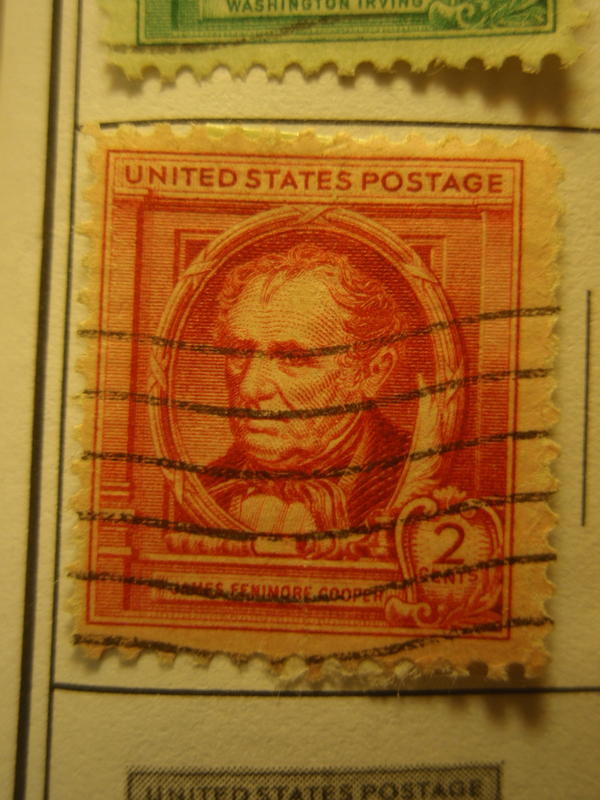 WASHINGTON IRVING
UNITED STATES POSTAGE
2
CENTS
JAMES FENIMORE COOPER
UNITED STATES POSTAGE